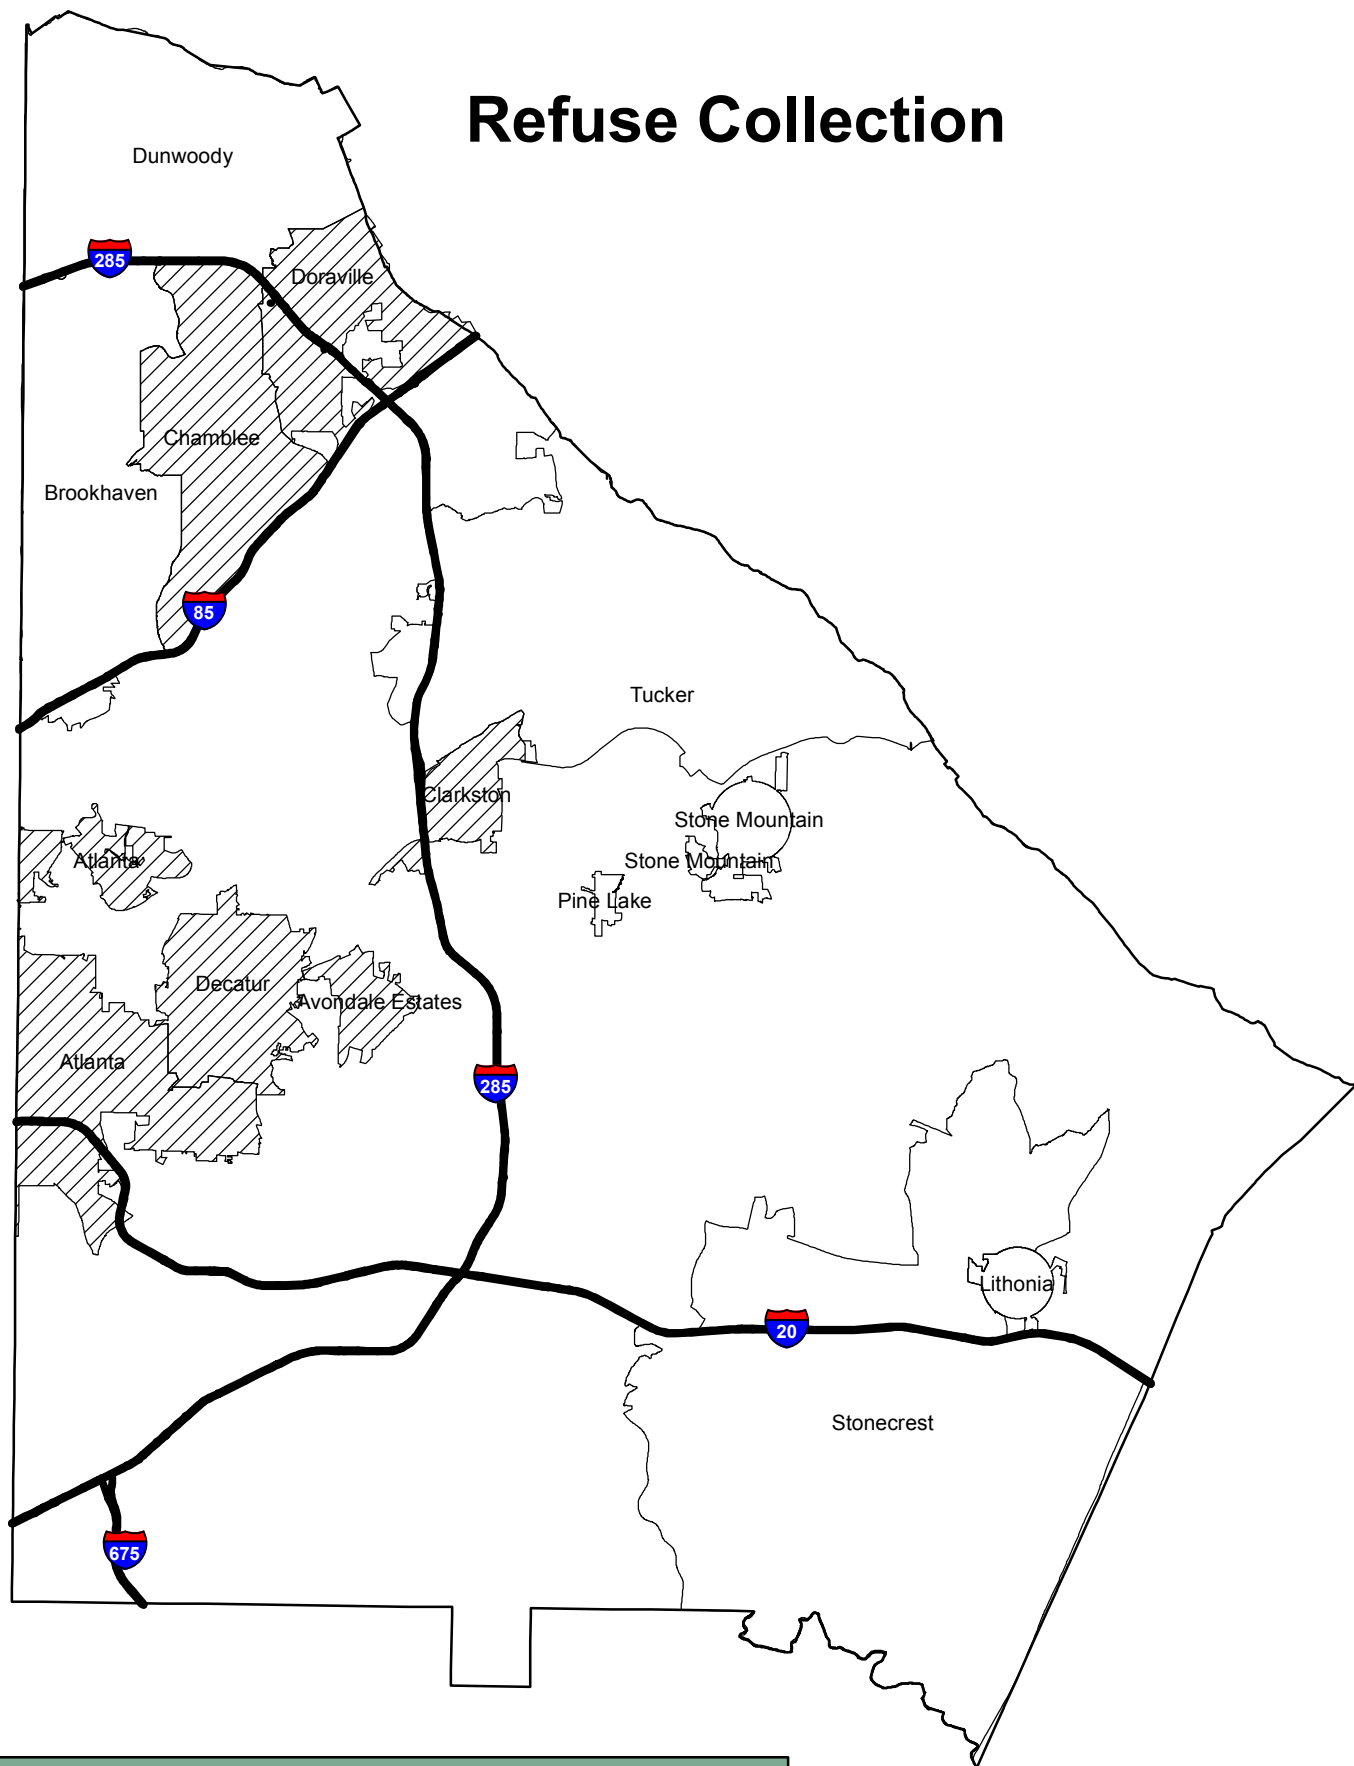 Refuse Collection
Dunwoody
285
Doraville
Chamblee
Brookhaven
85
Tucker
Clarkston
Stone Mountain
Atlanta
Stone Mountain
Pine Lake
Decatur
Avondale Estates
Atlanta
285
Lithonia
20
Stonecrest
675